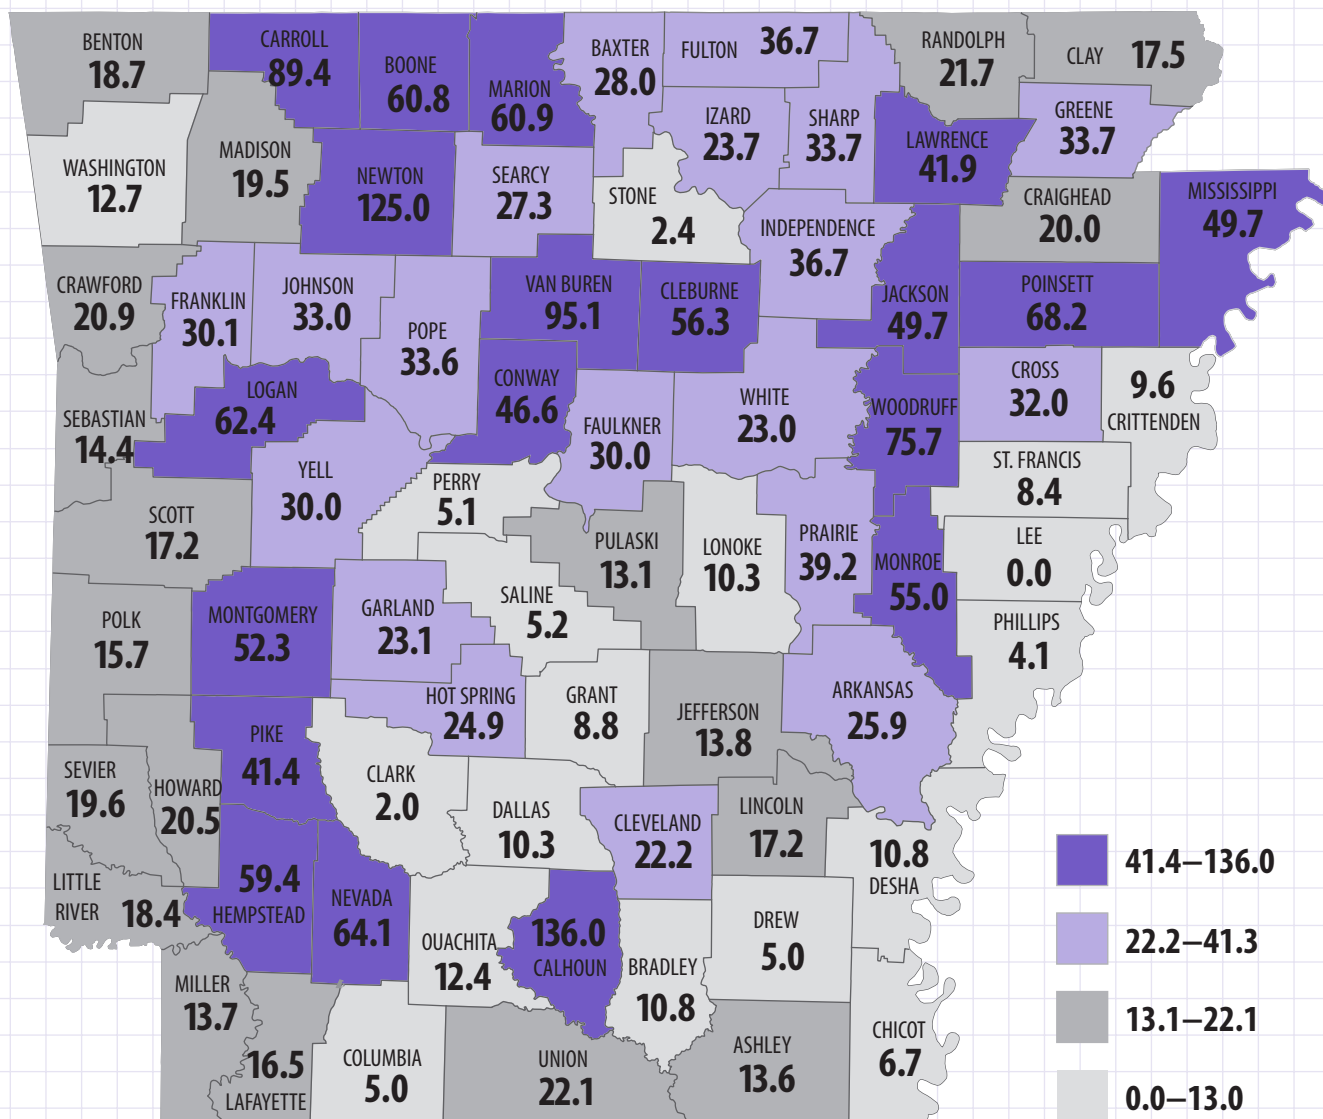 BENTON
18.7
CARROLL
89.4
BOONE
60.8
MARION
60.9
BAXTER
28.0
FULTON 36.7
RANDOLPH
21.7
CLAY 17.5
WASHINGTON
12.7
MADISON
19.5
NEWTON
125.0
SEARCY
27.3
STONE
2.4
IZARD
23.7
SHARP
33.7
LAWRENCE
41.9
GREENE
33.7
CRAIGHEAD
20.0
MISSISSIPPI
49.7
CRAWFORD
20.9
FRANKLIN
30.1
JOHNSON
33.0
POPE
33.6
VAN BUREN
95.1
CLEBURNE
56.3
INDEPENDENCE
36.7
JACKSON
49.7
POINSETT
68.2
SEBASTIAN
14.4
LOGAN
62.4
CONWAY
46.6
FAULKNER
30.0
WHITE
23.0
WOODRUFF
75.7
CROSS
32.0
9.6
CRITTENDEN
SCOTT
17.2
YELL
30.0
PERRY
5.1
PULASKI
13.1
LONOKE
10.3
PRAIRIE
39.2
MONROE
55.0
ST. FRANCIS
8.4
LEE
0.0
PHILLIPS
4.1
POLK
15.7
MONTGOMERY
52.3
GARLAND
23.1
SALINE
5.2
HOT SPRING
24.9
GRANT
8.8
JEFFERSON
13.8
ARKANSAS
25.9
SEVIER
19.6
HOWARD
20.5
PIKE
41.4
CLARK
2.0
DALLAS
10.3
CLEVELAND
22.2
LINCOLN
17.2
10.8
DESHA
LITTLE
RIVER 18.4
59.4
HEMPSTEAD
NEVADA
64.1
OUACHITA
12.4
136.0
CALHOUN
BRADLEY
10.8
DREW
5.0
MILLER
13.7
16.5
LAFAYETTE
COLUMBIA
5.0
UNION
22.1
ASHLEY
13.6
CHICOT
6.7
41.4–136.0
22.2–41.3
13.1–22.1
0.0–13.0